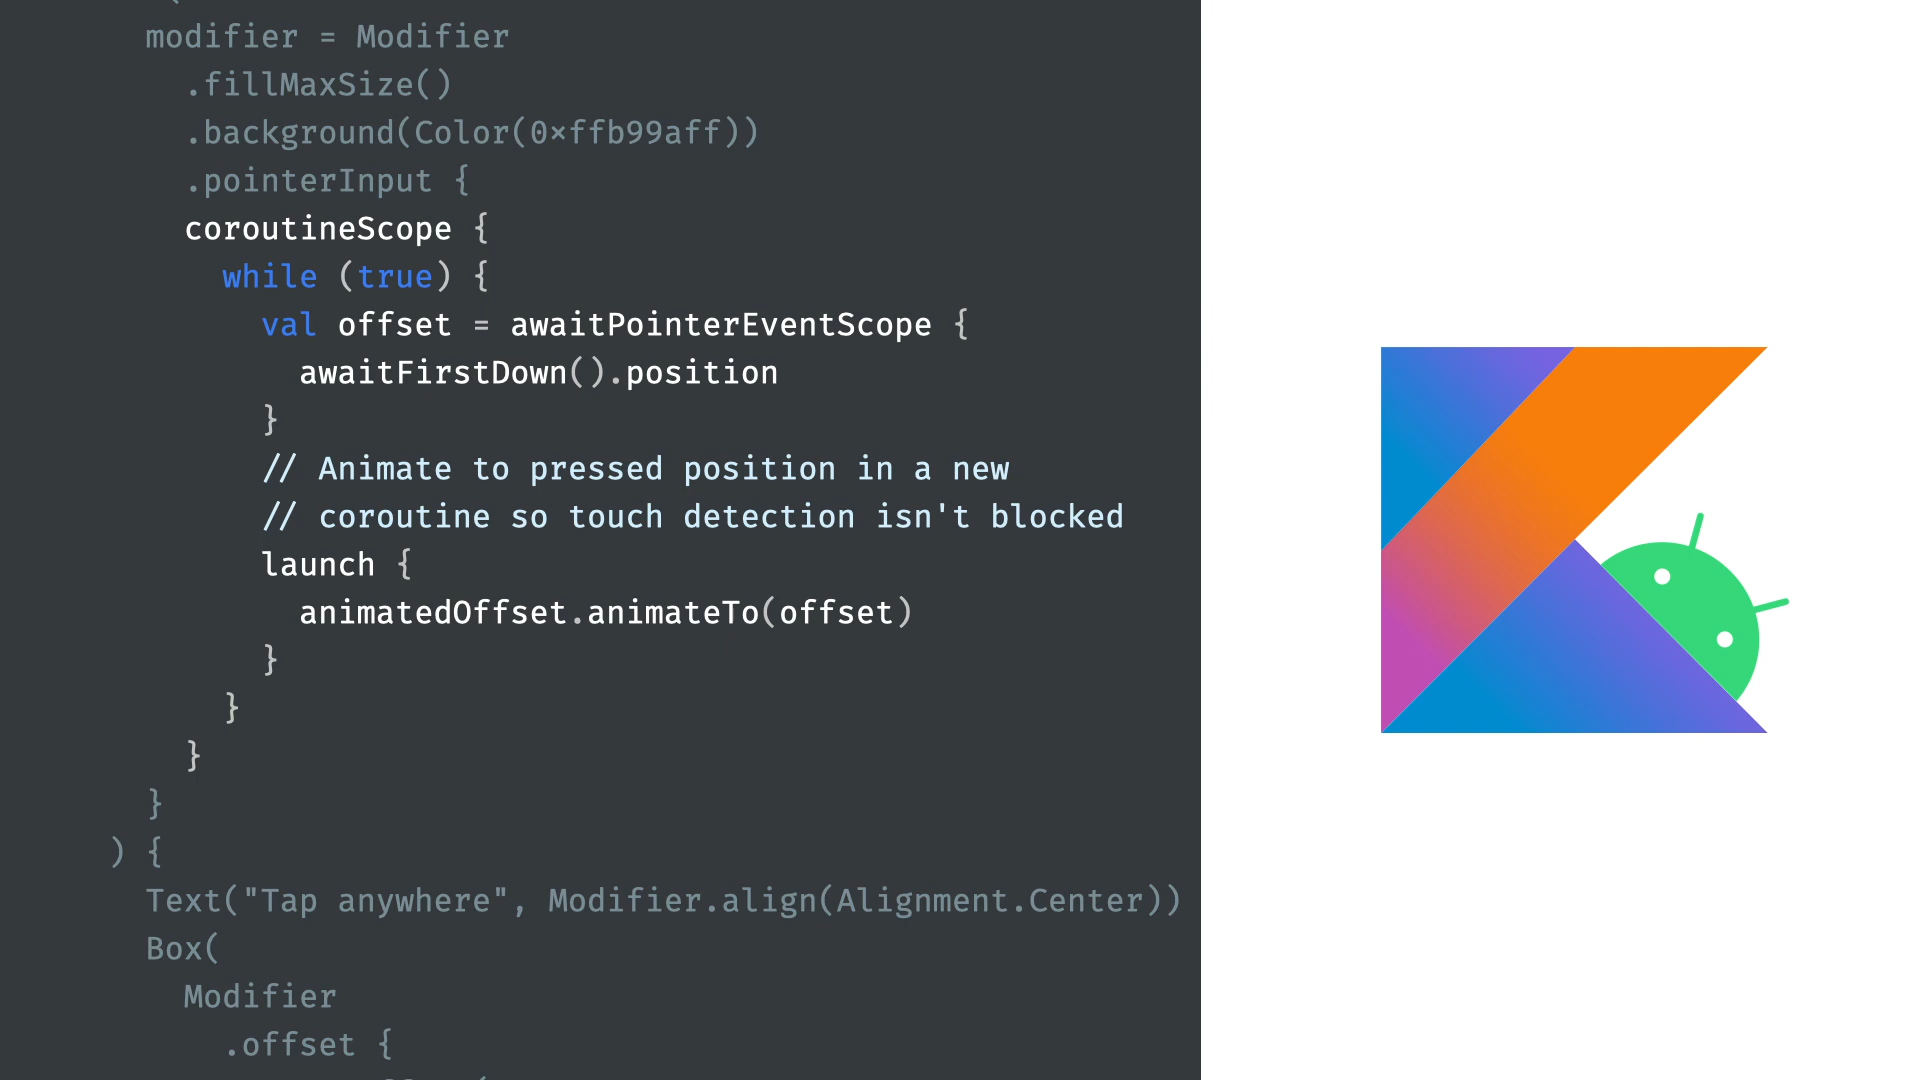 modifier = Modifier
.fillMaxSize()
.background(Color(0xffb99aff))
.pointerInput {
coroutineScope {
while (true) {
val offset = awaitPointerEventScope {
awaitFirstDown().position
}
// Animate to pressed position in a new
// coroutine so touch detection isn't blocked
launch {
animatedOffset.animateTo(offset)
}
}
}
}
) {
Text("Tap anywhere", Modifier.align(Alignment.Center))
Box(
Modifier
.offset {